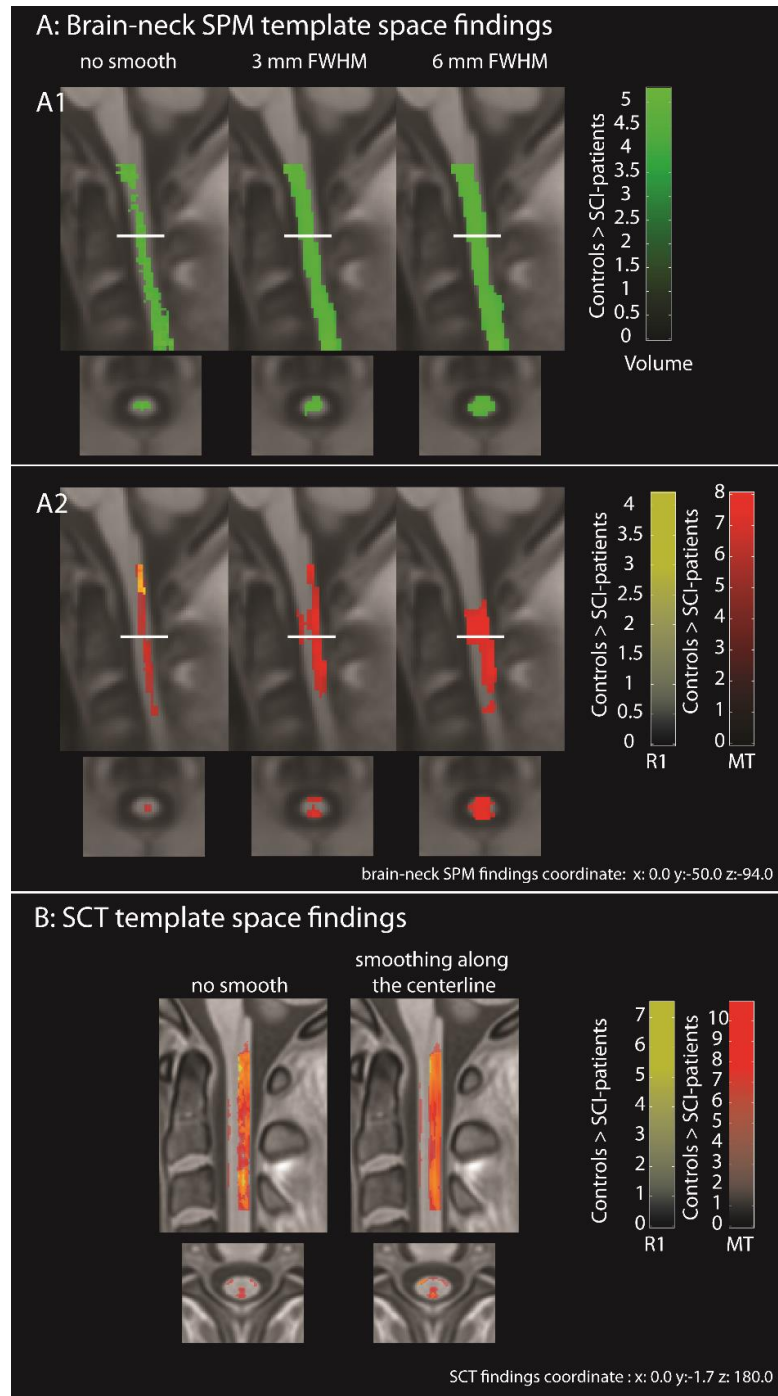 A: Brain-neck SPM template space findings
no smooth
3 mm FWHM
6 mm FWHM
A1
Controls > SCI-patients
5
4.5
4
3.5
3
2.5
2
1.5
1
0.5
0
Volume
A2
Controls > SCI-patients
4
3.5
3
2.5
2
1.5
1
0.5
0
R1
Controls > SCI-patients
8
7
6
5
4
3
2
1
0
MT
brain-neck SPM findings coordinate: x: 0.0 y:-50.0 z:-94.0
B: SCT template space findings
no smooth
smoothing along
the centerline
Controls > SCI-patients
7
6
5
4
3
2
1
0
R1
Controls > SCI-patients
10
9
8
7
6
5
4
3
2
1
0
MT
SCT findings coordinate : x: 0.0 y:-1.7 z: 180.0